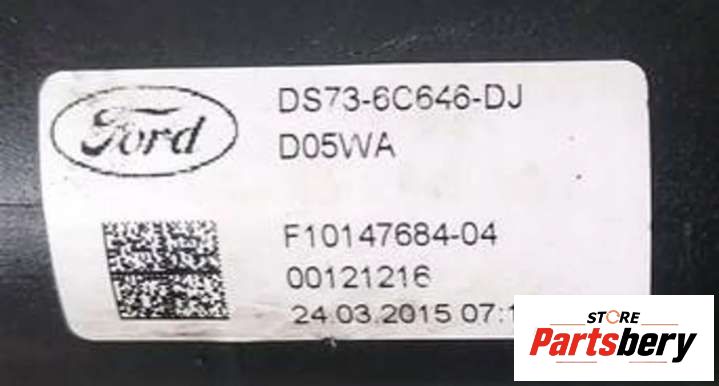 Ford
DS73-6C646-DJ
D05WA
F10147684-04
00121216
24.03.2015 07:1
STORE
Partsbery